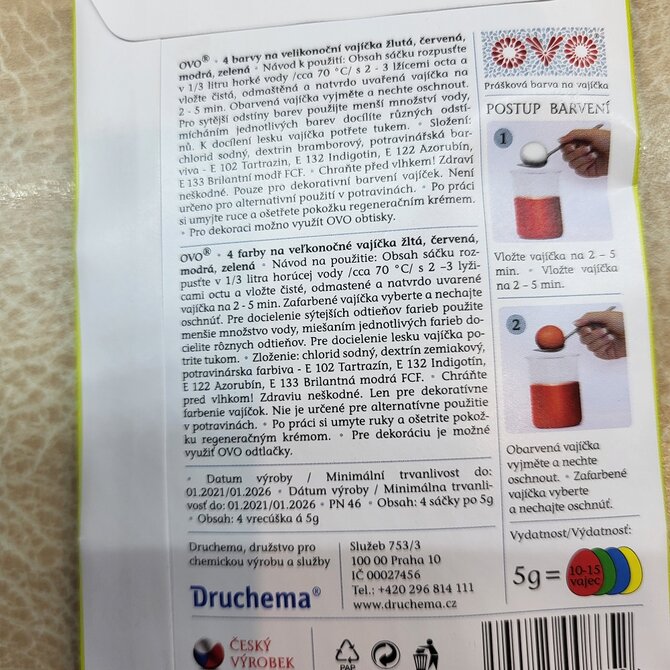 OVO® • 4 barvy na velikonoční vajíčka žlutá, červená,
modrá, zelená • Návod k použití: Obsah sáčku rozpusťte
v 1/3 litru horké vody /cca 70 °C/ s 2 - 3 lžícemi octa a
vložte čistá, odmaštěná a natvrdo uvařená vajíčka na
2 - 5 min. Obarvená vajíčka vyjměte a nechte oschnout.
Pro sytější odstíny barev použijte menší množství vody,
mícháním jednotlivých barev docílíte různých odstí-
nů. K docílení lesku vajíčka potřete tukem. • Složení:
chlorid sodný, dextrin bramborový, potravinářská bar-
viva - E 102 Tartrazin, E 132 Indigotín, E 122 Azorubín,
E 133 Brilantní modř FCF. • Chraňte před vlhkem! Zdraví
neškodné. Pouze pro dekorativní barvení vajíček. Není
určeno pro alternativní použití v potravinách. • Po práci
si umyjte ruce a ošetřete pokožku regeneračním krémem.
• Pro dekoraci možno využít OVO obtisky.
OVO® • 4 farby na veľkonočné vajíčka žltá, červená,
modrá, zelená • Návod na použitie: Obsah sáčku roz-
pusťte v 1/3 litru horúcej vody /cca 70 °C/ s 2 –3 lyži-
cami octu a vložte čisté, odmastené a natvrdo uvarené
vajíčka na 2 - 5 min. Zafarbené vajíčka vyberte a nechajte
oschnúť. Pre docielenie sýtejších odtieňov farieb použite
menšie množstvo vody, miešaním jednotlivých farieb do-
cielite rôznych odtieňov. Pre docielenie lesku vajíčka po-
trite tukom. • Zloženie: chlorid sodný, dextrín zemiakový,
potravinárska farbiva - E 102 Tartazín, E 132 Indigotín,
E 122 Azorubín, E 133 Brilantná modrá FCF. • Chráňte
pred vlhkom! Zdraviu neškodné. Len pre dekoratívne
farbenie vajíčok. Nie je určené pre alternatívne použitie
v potravinách. • Po práci si umyte ruky a ošetrite pokož-
ku regeneračným krémom. • Pre dekoráciu je možné
využiť OVO odtlačky.
• Datum výroby / Minimální trvanlivost do:
01.2021/01.2026 • Dátum výroby / Minimálna trvanli-
vosť do: 01.2021/01.2026 • PN 46 • Obsah: 4 sáčky po 5g
• Obsah: 4 vrecúška á 5g
Druchema, družstvo pro
chemickou výrobu a služby
Druchema®
Služeb 753/3
100 00 Praha 10
IČ 00027456
Tel.: +420 296 814 111
www.druchema.cz
ČESKÝ
VÝROBEK
PAP
OVO
Prášková barva na vajíčka
POSTUP BARVENÍ
1
Vložte vajíčka na 2 – 5
min. • Vložte vajíčka
na 2 – 5 min.
2
Obarvená vajíčka
vyjměte a nechte
oschnout. • Zafarbené
vajíčka vyberte
a nechajte oschnúť.
Vydatnost/Výdatnosť:
5g =
10-15
vajec